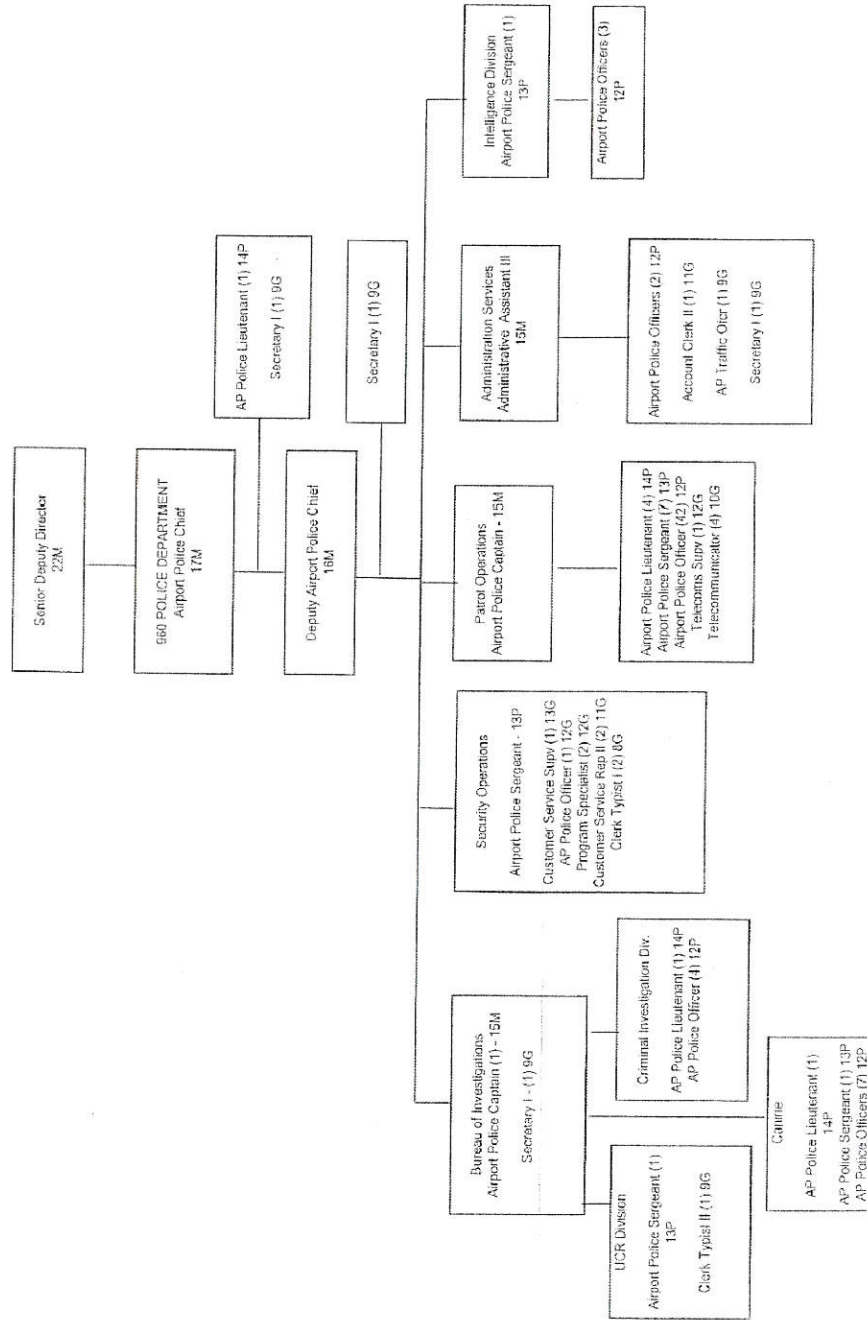 Senior Deputy Director
22M
960 POLICE DEPARTMENT
Airport Police Chief
17M
AP Police Lieutenant (1) 14P
Secretary I (1) 9G
Deputy Airport Police Chief
16M
Secretary I (1) 9G
Bureau of Investigations
Airport Police Captain (1) - 15M
Secretary I - (1) 9G
UCR Division
Airport Police Sergeant (1)
13P
Clerk Typist II (1) 9G
Canine
AP Police Lieutenant (1)
14P
AP Police Sergeant (1) 13P
AP Police Officers (7) 12P
Criminal Investigation Div.
AP Police Lieutenant (1) 14P
AP Police Officer (4) 12P
Security Operations
Airport Police Sergeant - 13P
Customer Service Supv (1) 13G
AP Police Officer (1) 12G
Program Specialist (2) 12G
Customer Service Rep II (2) 11G
Clerk Typist I (2) 8G
Patrol Operations
Airport Police Captain - 15M
Airport Police Lieutenant (4) 14P
Airport Police Sergeant (7) 13P
Airport Police Officer (42) 12P
Telecoms Supv (1) 12G
Telecommunicator (4) 10G
Administration Services
Administrative Assistant III
15M
Airport Police Officers (2) 12P
Account Clerk II (1) 11G
AP Traffic Ofcr (1) 9G
Secretary I (1) 9G
Intelligence Division
Airport Police Sergeant (1)
13P
Airport Police Officers (3)
12P